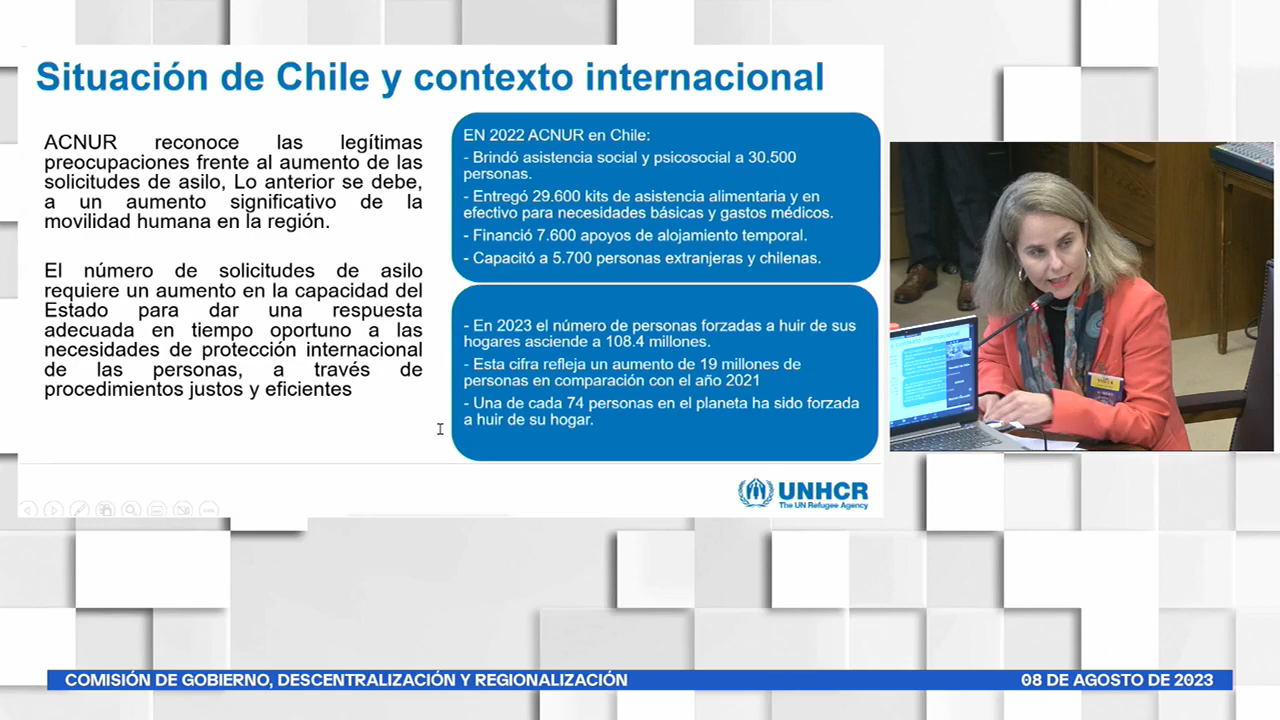 Situación de Chile y contexto internacional
ACNUR reconoce las legítimas
preocupaciones frente al aumento de las
solicitudes de asilo, Lo anterior se debe,
a un aumento significativo de la
movilidad humana en la región.
El número de solicitudes de asilo
requiere un aumento en la capacidad del
Estado para dar una respuesta
adecuada en tiempo oportuno a las
necesidades de protección internacional
de las personas, a través de
procedimientos justos y eficientes
EN 2022 ACNUR en Chile:
- Brindó asistencia social y psicosocial a 30.500
personas.
- Entregó 29.600 kits de asistencia alimentaria y en
efectivo para necesidades básicas y gastos médicos.
- Financió 7.600 apoyos de alojamiento temporal.
- Capacitó a 5.700 personas extranjeras y chilenas.
- En 2023 el número de personas forzadas a huir de sus
hogares asciende a 108.4 millones.
- Esta cifra refleja un aumento de 19 millones de
personas en comparación con el año 2021
- Una de cada 74 personas en el planeta ha sido forzada
a huir de su hogar.
UNHCR
The UN Refugee Agency
COMISIÓN DE GOBIERNO, DESCENTRALIZACIÓN Y REGIONALIZACIÓN
08 DE AGOSTO DE 2023